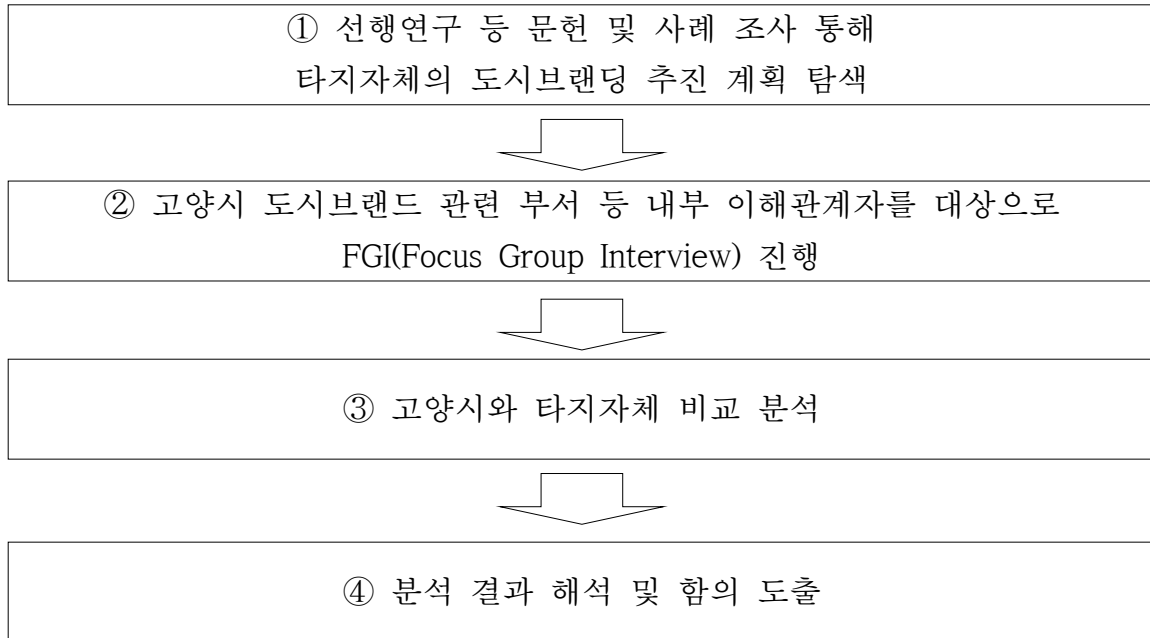 ① 선행연구 등 문헌 및 사례 조사 통해
타지자체의 도시브랜딩 추진 계획 탐색
② 고양시 도시브랜드 관련 부서 등 내부 이해관계자를 대상으로
FGI(Focus Group Interview) 진행
③ 고양시와 타지자체 비교 분석
④ 분석 결과 해석 및 함의 도출